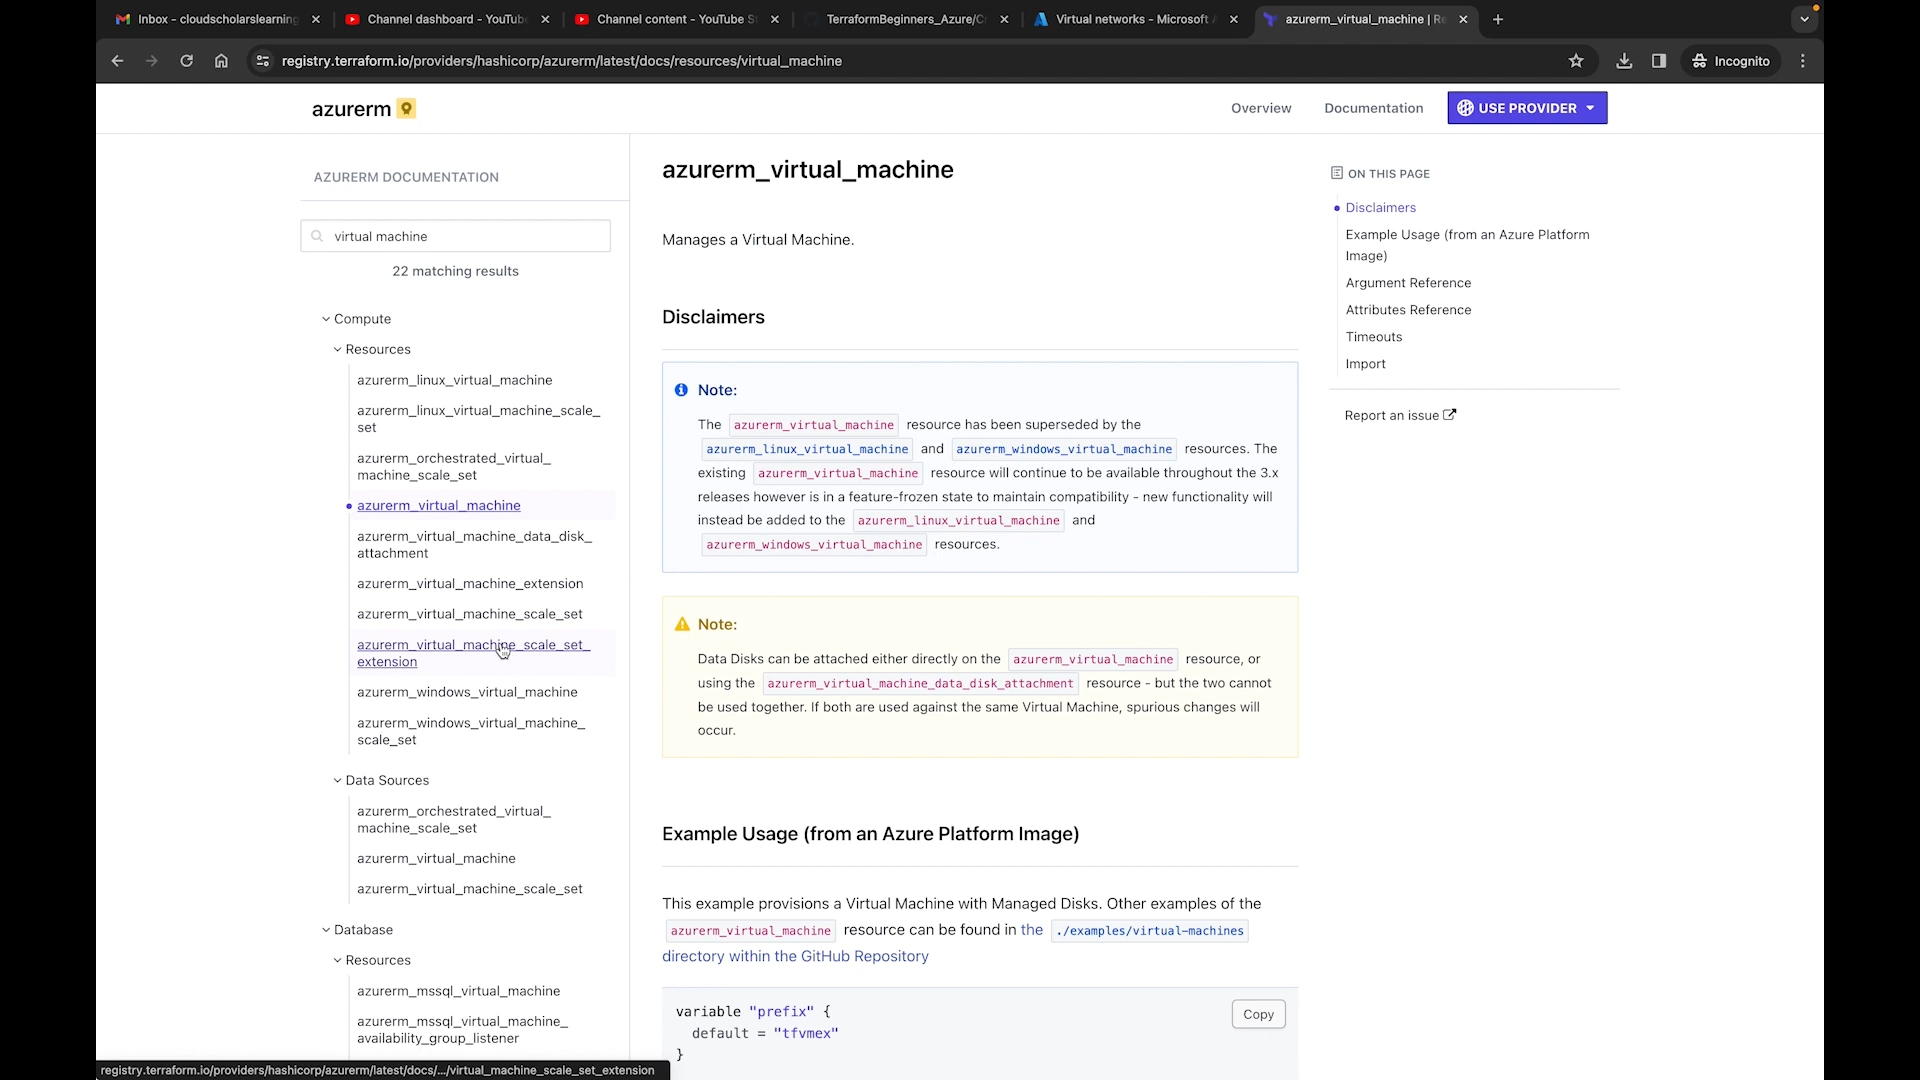 Inbox - cloudscholarslearning
Channel dashboard - YouTube
Channel content - YouTube S
TerraformBeginners_Azure/C
Virtual networks - Microsoft A
azurerm_virtual_machine | Re
registry.terraform.io/providers/hashicorp/azurerm/latest/docs/resources/virtual_machine
Incognito
azurerm
Overview
Documentation
USE PROVIDER
AZURERM DOCUMENTATION
virtual machine
22 matching results
Compute
Resources
azurerm_linux_virtual_machine
azurerm_linux_virtual_machine_scale_
set
azurerm_orchestrated_virtual_
machine_scale_set
azurerm_virtual_machine
azurerm_virtual_machine_data_disk_
attachment
azurerm_virtual_machine_extension
azurerm_virtual_machine_scale_set
azurerm_virtual_machine_scale_set_
extension
azurerm_windows_virtual_machine
azurerm_windows_virtual_machine_
scale_set
Data Sources
azurerm_orchestrated_virtual_
machine_scale_set
azurerm_virtual_machine
azurerm_virtual_machine_scale_set
Database
Resources
azurerm_mssql_virtual_machine
azurerm_mssql_virtual_machine_
availability_group_listener
registry.terraform.io/providers/hashicorp/azurerm/latest/docs/.../virtual_machine_scale_set_extension
azurerm_virtual_machine
Manages a Virtual Machine.
Disclaimers
Note:
The azurerm_virtual_machine resource has been superseded by the
azurerm_linux_virtual_machine and azurerm_windows_virtual_machine resources. The
existing azurerm_virtual_machine resource will continue to be available throughout the 3.x
releases however is in a feature-frozen state to maintain compatibility - new functionality will
instead be added to the azurerm_linux_virtual_machine and
azurerm_windows_virtual_machine resources.
Note:
Data Disks can be attached either directly on the azurerm_virtual_machine resource, or
using the azurerm_virtual_machine_data_disk_attachment resource - but the two cannot
be used together. If both are used against the same Virtual Machine, spurious changes will
occur.
Example Usage (from an Azure Platform Image)
This example provisions a Virtual Machine with Managed Disks. Other examples of the
azurerm_virtual_machine resource can be found in the ./examples/virtual-machines
directory within the GitHub Repository
variable "prefix" {
default = "tfvmex"
}
Copy
ON THIS PAGE
Disclaimers
Example Usage (from an Azure Platform
Image)
Argument Reference
Attributes Reference
Timeouts
Import
Report an issue